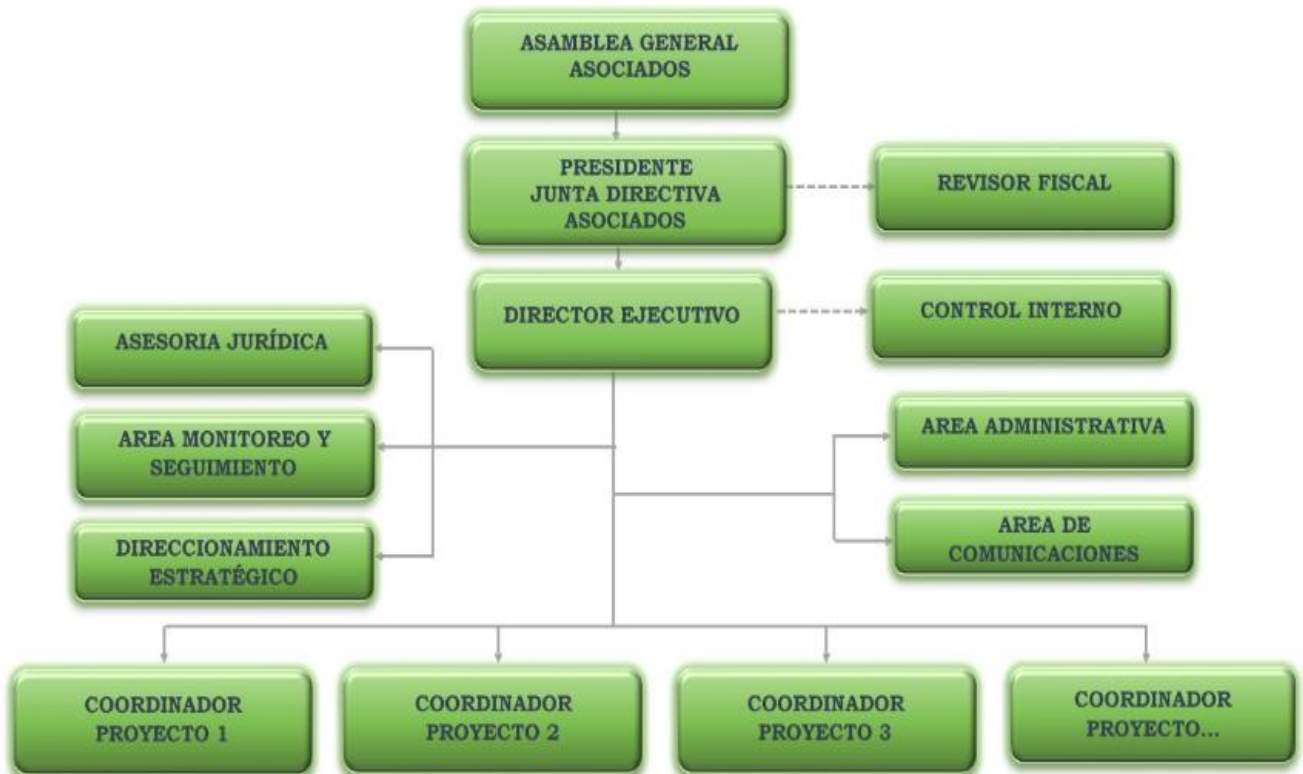 ASAMBLEA GENERAL
ASOCIADOS
PRESIDENTE
JUNTA DIRECTIVA
ASOCIADOS
REVISOR FISCAL
DIRECTOR EJECUTIVO
CONTROL INTERNO
ASESORIA JURÍDICA
AREA MONITOREO Y
SEGUIMIENTO
DIRECCIONAMIENTO
ESTRATÉGICO
AREA ADMINISTRATIVA
AREA DE
COMUNICACIONES
COORDINADOR
PROYECTO 1
COORDINADOR
PROYECTO 2
COORDINADOR
PROYECTO 3
COORDINADOR
PROYECTO...